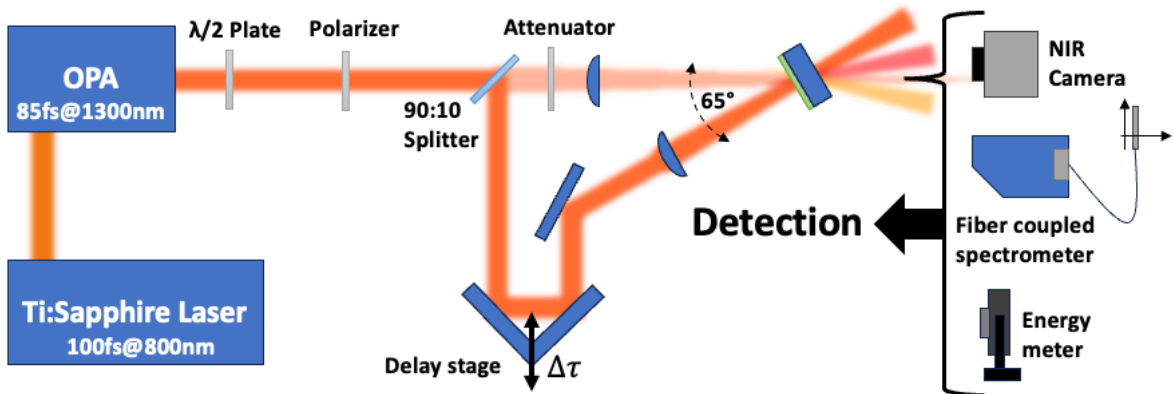 OPA
85fs@1300nm
λ/2 Plate
Polarizer
Attenuator
90:10
Splitter
65°
NIR
Camera
Detection
Fiber coupled
spectrometer
Ti:Sapphire Laser
100fs@800nm
Delay stage
Δτ
Energy
meter